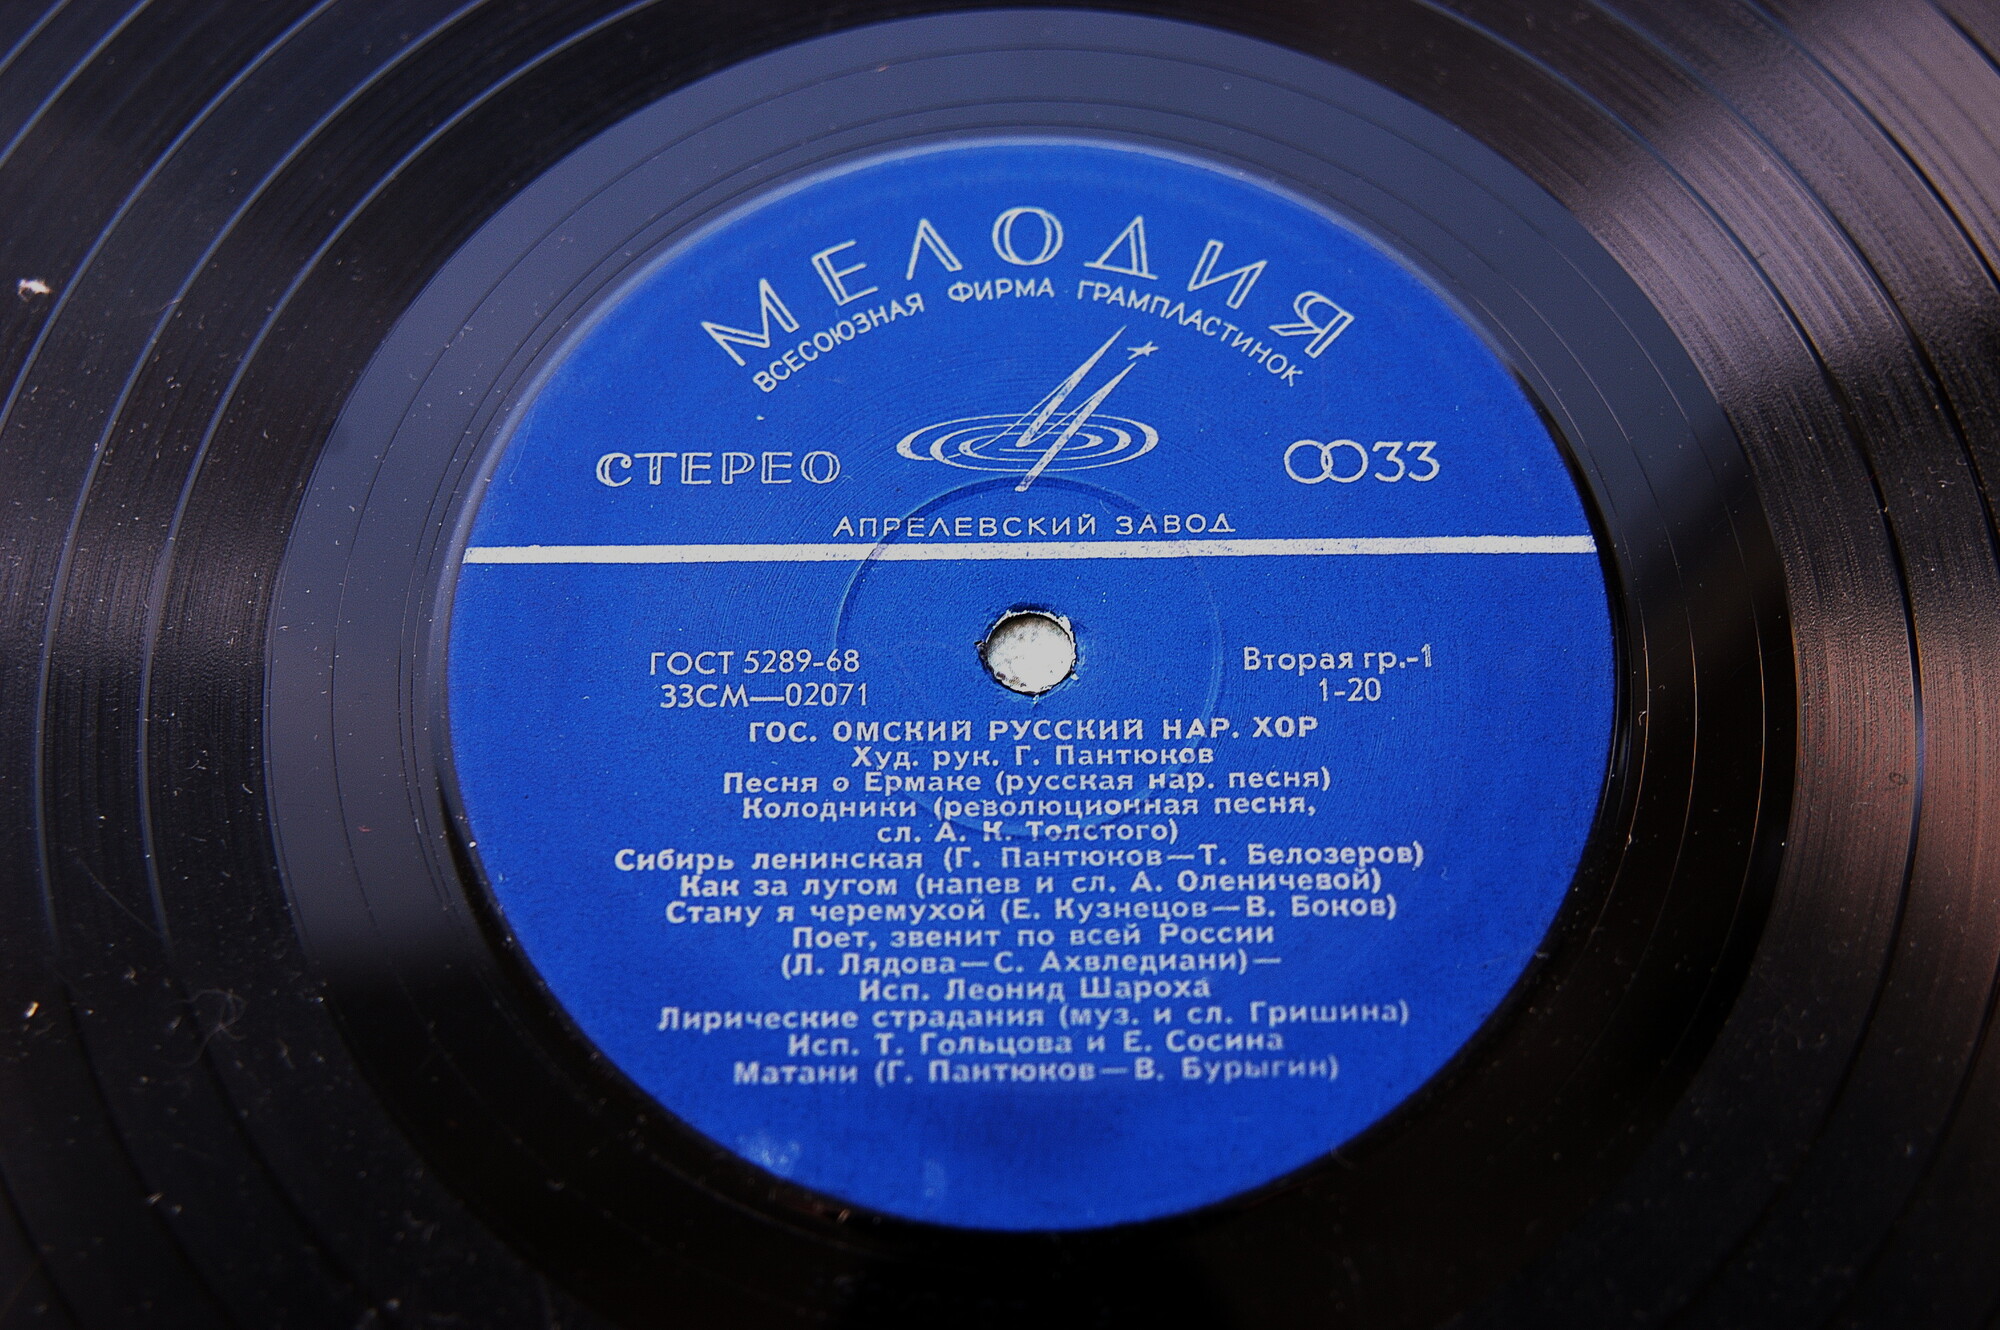 МЕЛОДИЯ
ВСЕСОЮЗНАЯ ФИРМА ГРАМПЛАСТИНОК
СТЕРЕО
33
АПРЕЛЕВСКИЙ ЗАВОД
ГОСТ 5289-68
Вторая гр.-1
33СМ—02071
1-20
ГОС. ОМСКИЙ РУССКИЙ НАР. ХОР
Худ. рук. Г. Пантюков
Песня о Ермаке (русская нар. песня)
Колодники (революционная песня,
сл. А. К. Толстого)
Сибирь ленинская (Г. Пантюков—Т. Белозеров)
Как за лугом (напев и сл. А. Оленичевой)
Стану я черемухой (Е. Кузнецов—В. Боков)
Поет, звенит по всей России
(Л. Лядова—С. Ахвледиани)—
Исп. Леонид Шароха
Лирические страдания (муз. и сл. Гришина)
Исп. Т. Гольцова и Е. Сосина
Матани (Г. Пантюков—В. Бурыгин)